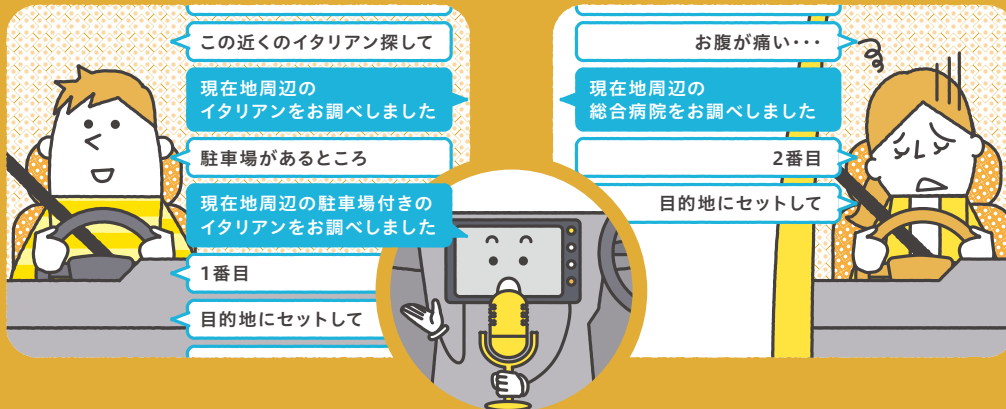 この近くのイタリアン探して
現在地周辺の
イタリアンをお調べしました
駐車場があるところ
現在地周辺の駐車場付きの
イタリアンをお調べしました
1番目
目的地にセットして
お腹が痛い･･･
現在地周辺の
総合病院をお調べしました
2番目
目的地にセットして